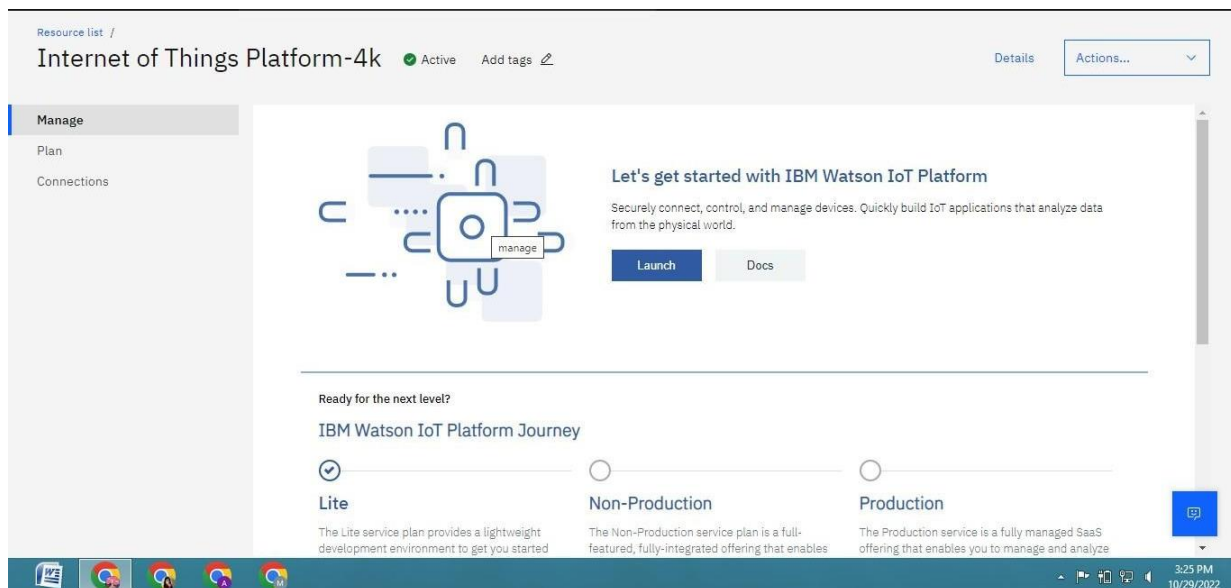 Resource list /
Internet of Things Platform-4k
Active
Add tags
Details
Actions...
Manage
Plan
Connections
manage
Let's get started with IBM Watson IoT Platform
Securely connect, control, and manage devices. Quickly build IoT applications that analyze data
from the physical world.
Launch
Docs
Ready for the next level?
IBM Watson IoT Platform Journey
Lite
Non-Production
Production
The Lite service plan provides a lightweight
development environment to get you started
The Non-Production service plan is a full-
featured, fully-integrated offering that enables
The Production service is a fully managed SaaS
offering that enables you to manage and analyze
3:25 PM
10/29/2022